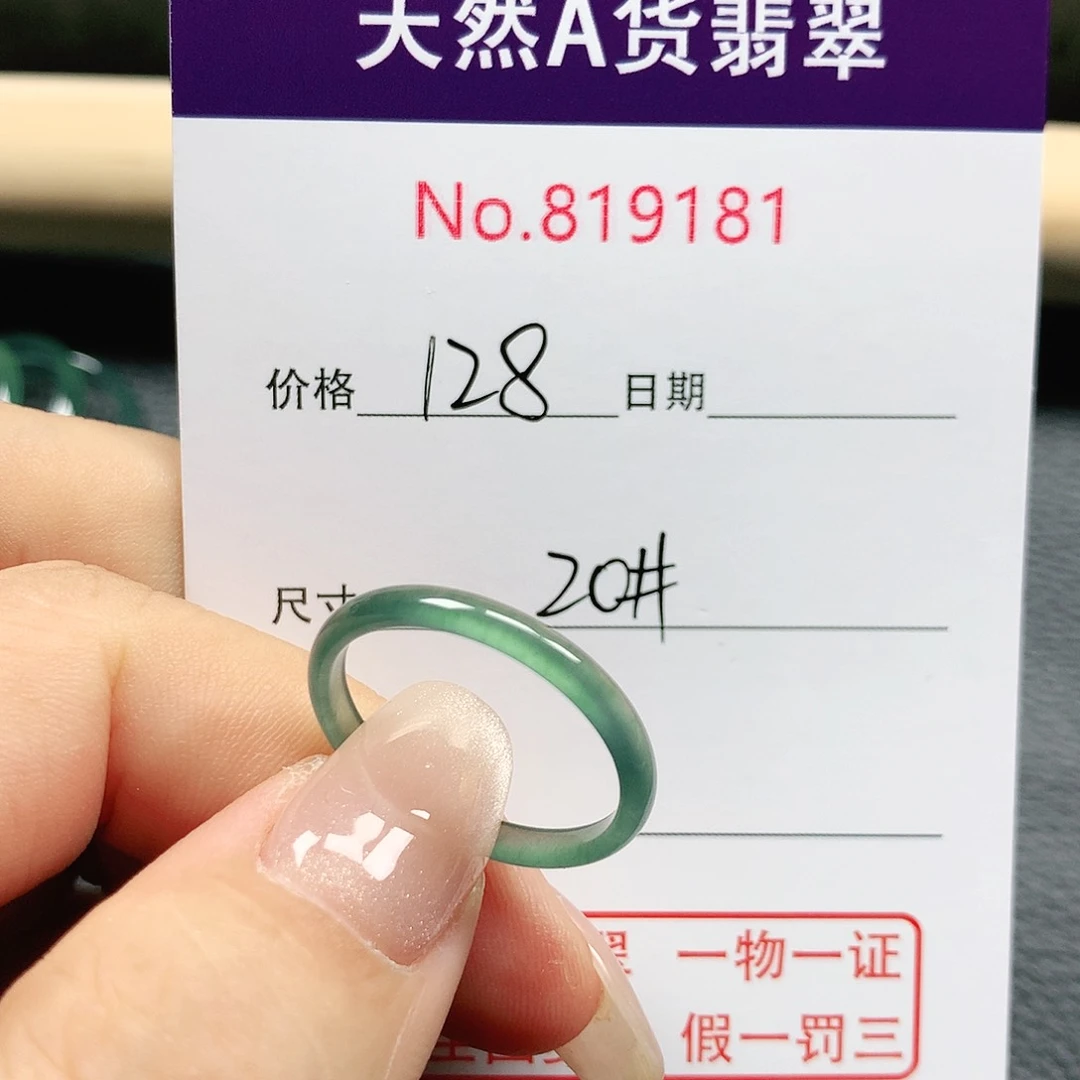 天然A货翡翠
No.819181
价格 128 日期
尺寸 20#
一物一证
假一罚三